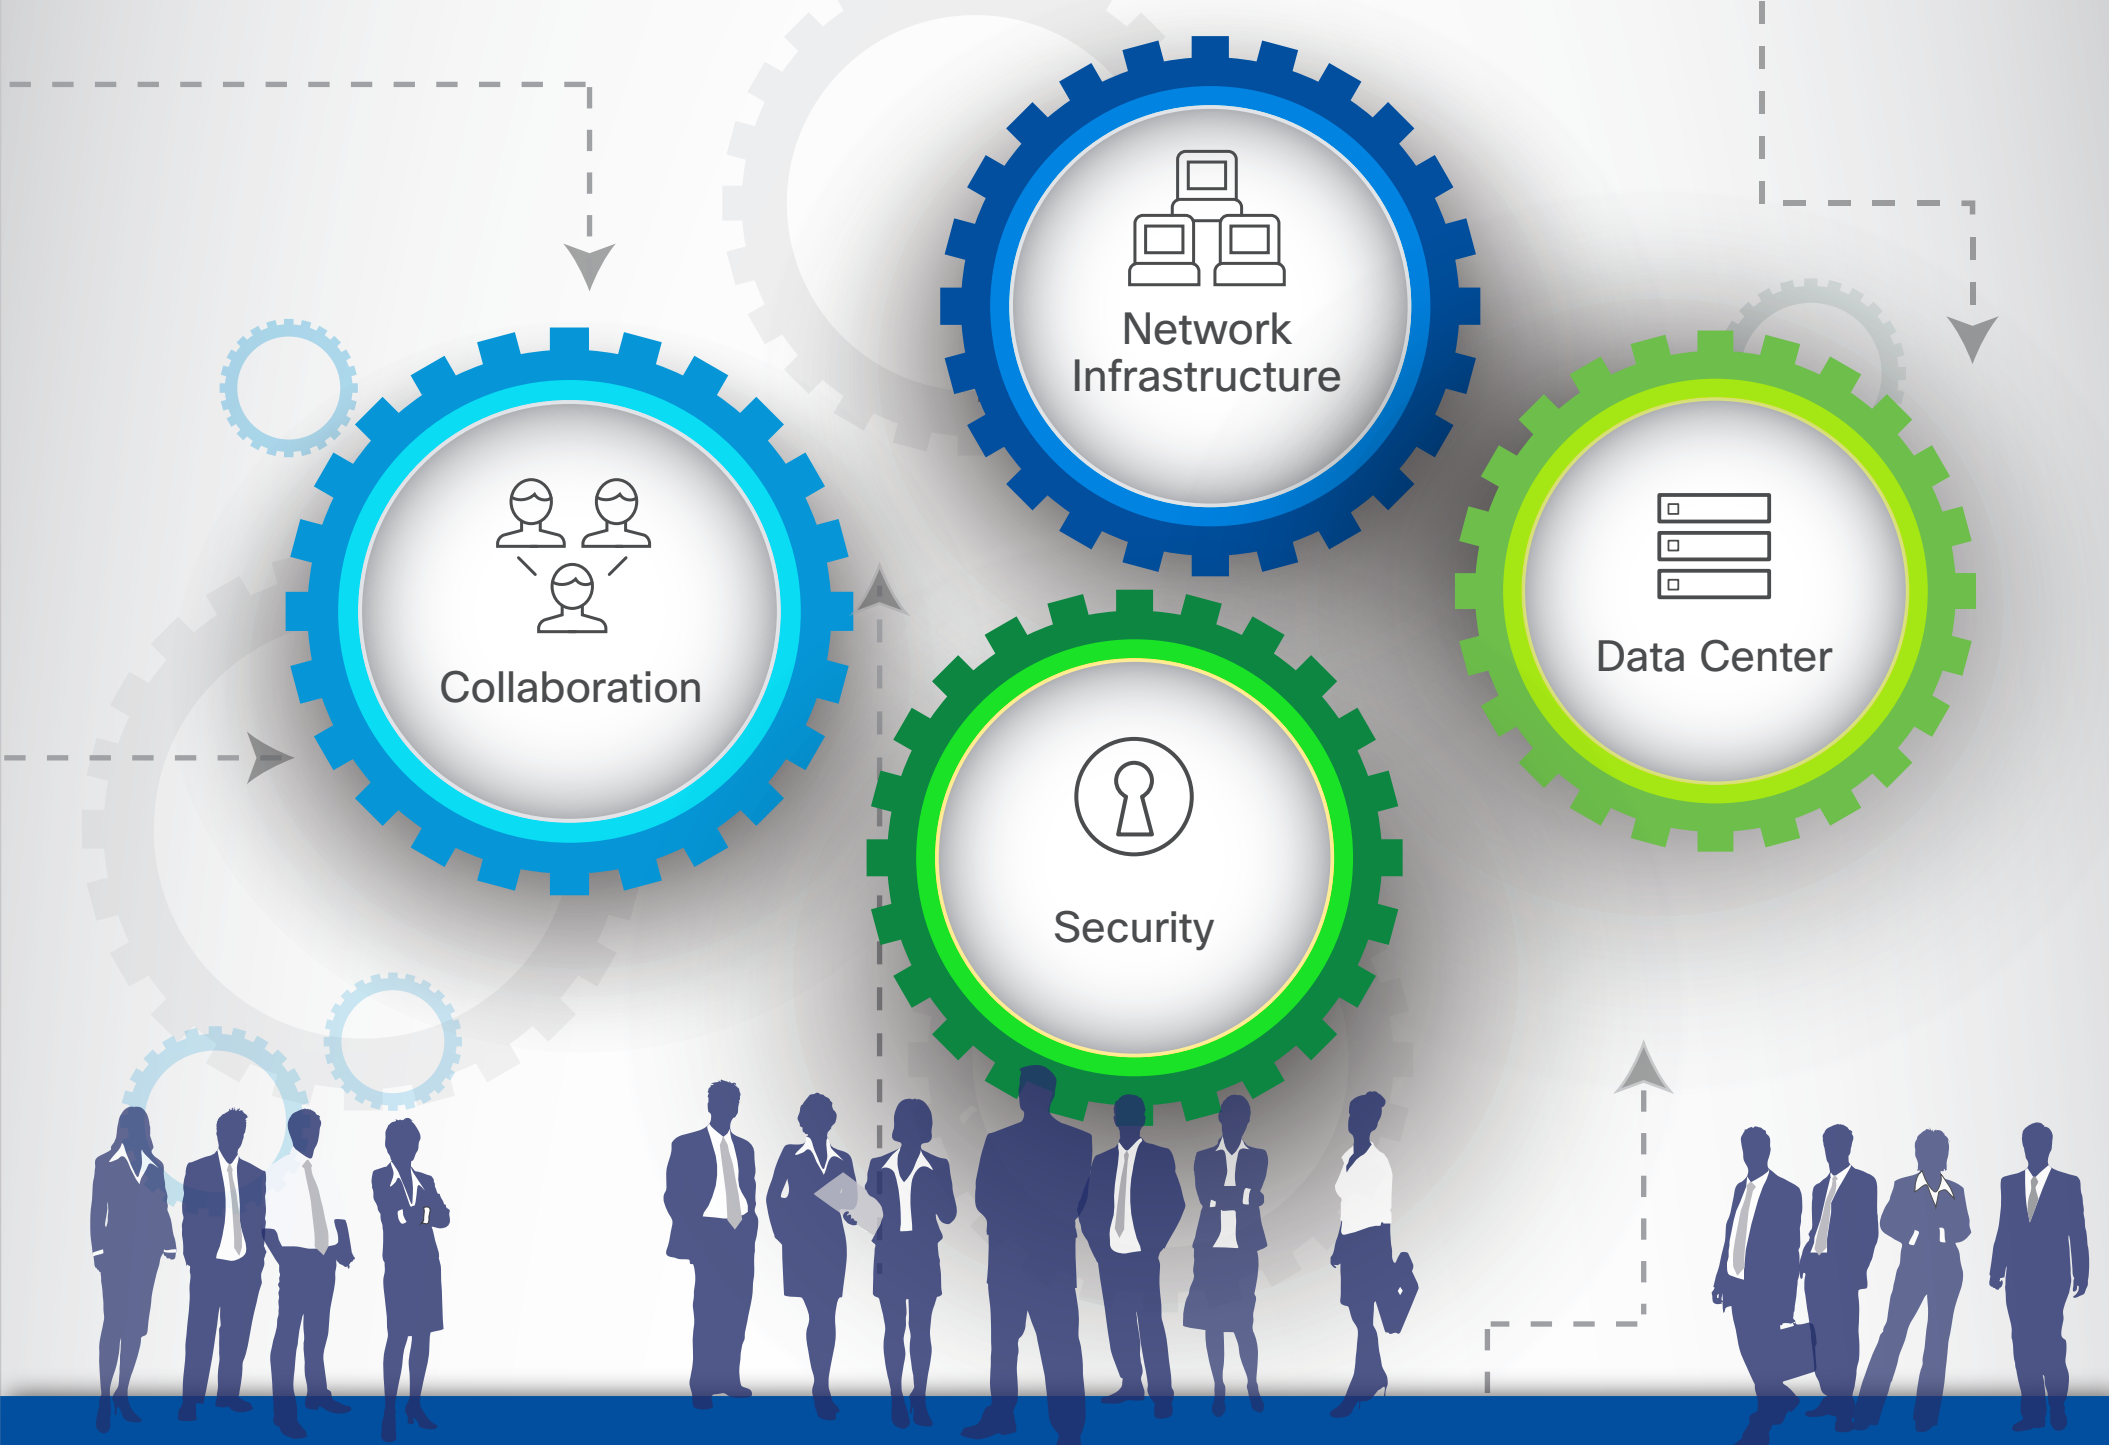 Network
Infrastructure
Collaboration
Data Center
Security